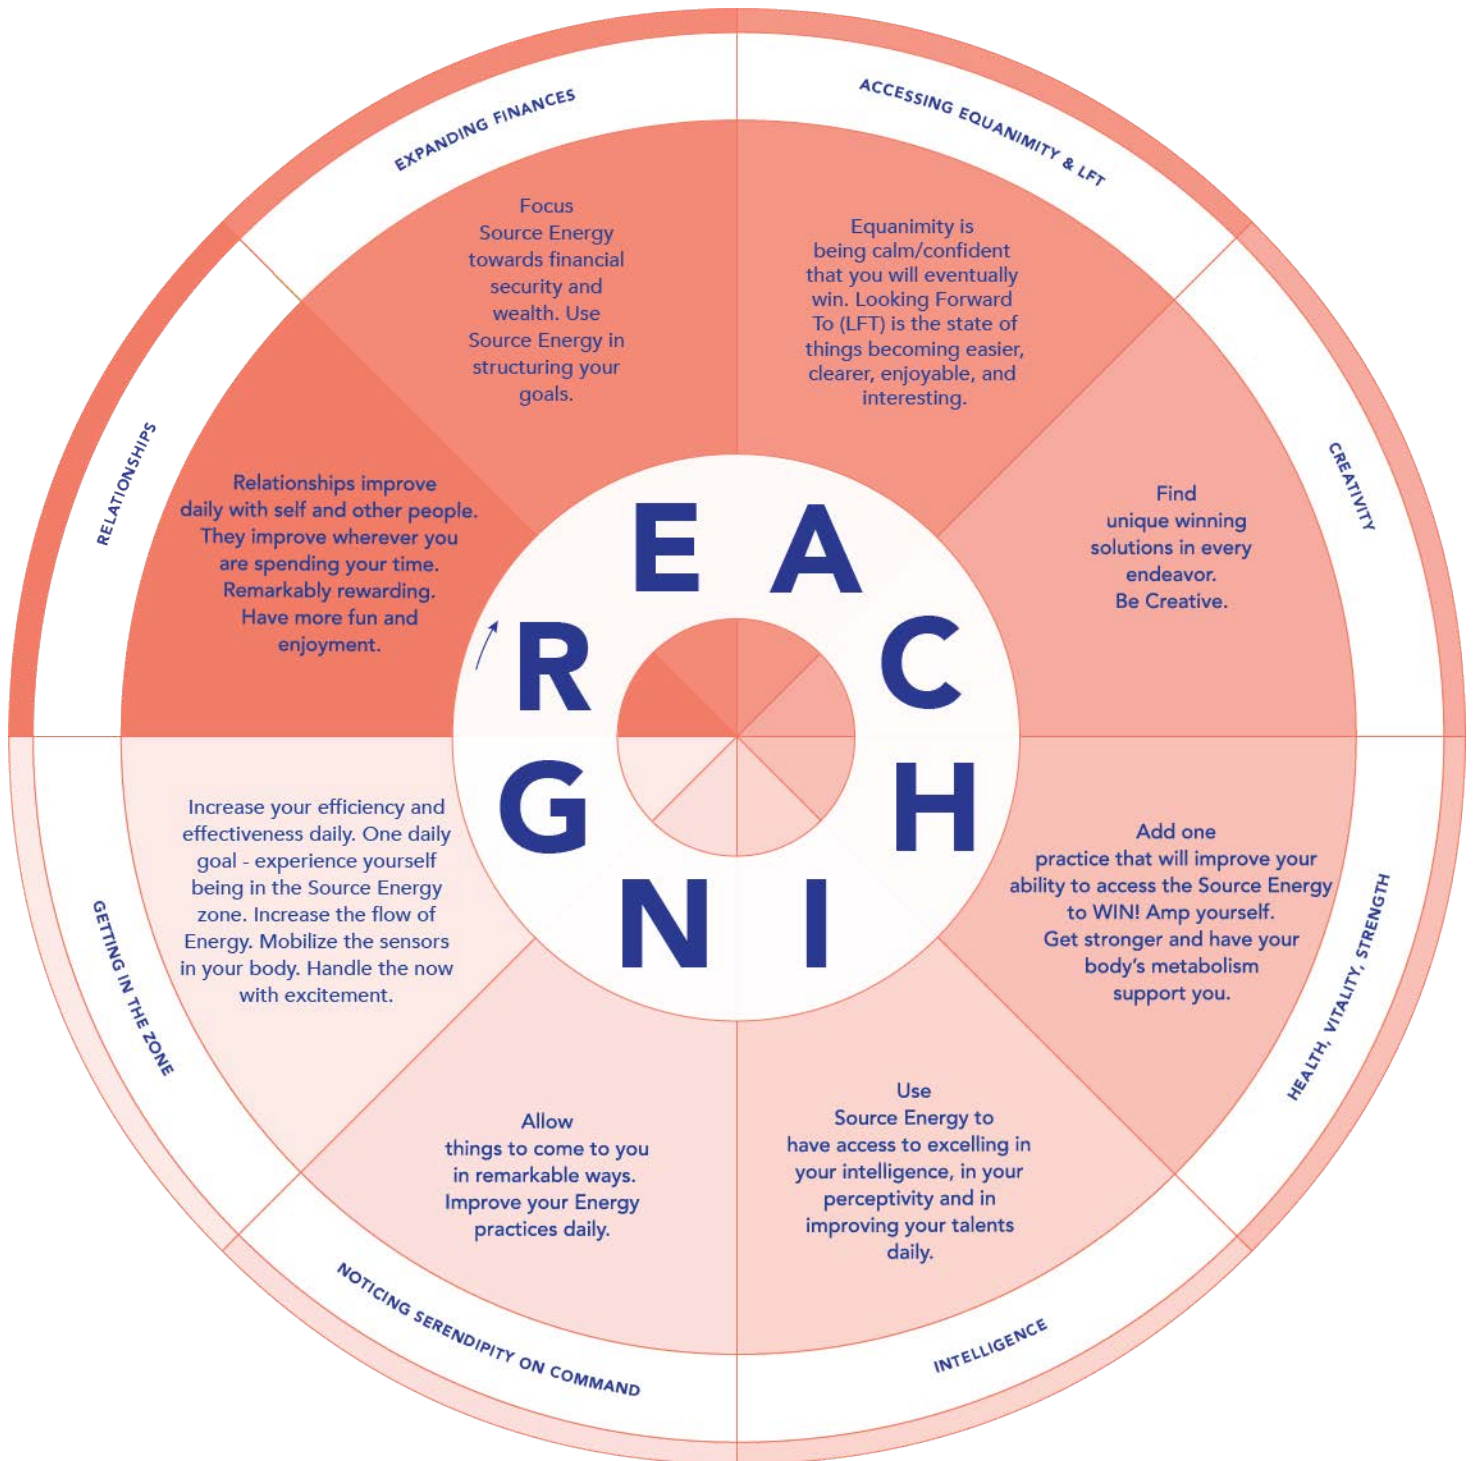 RELATIONSHIPS
Relationships improve
daily with self and other people.
They improve wherever you
are spending your time.
Remarkably rewarding.
Have more fun and
enjoyment.
R
EXPANDING FINANCES
Focus
Source Energy
towards financial
security and
wealth. Use
Source Energy in
structuring your
goals.
E
ACCESSING EQUANIMITY & LFT
Equanimity is
being calm/confident
that you will eventually
win. Looking Forward
To (LFT) is the state of
things becoming easier,
clearer, enjoyable, and
interesting.
A
CREATIVITY
Find
unique winning
solutions in every
endeavor.
Be Creative.
C
HEALTH, VITALITY, STRENGTH
Add one
practice that will improve your
ability to access the Source Energy
to WIN! Amp yourself.
Get stronger and have your
body's metabolism
support you.
H
INTELLIGENCE
Use
Source Energy to
have access to excelling in
your intelligence, in your
perceptivity and in
improving your talents
daily.
I
NOTICING SERENDIPITY ON COMMAND
Allow
things to come to you
in remarkable ways.
Improve your Energy
practices daily.
N
GETTING IN THE ZONE
Increase your efficiency and
effectiveness daily. One daily
goal - experience yourself
being in the Source Energy
zone. Increase the flow of
Energy. Mobilize the sensors
in your body. Handle the now
with excitement.
G